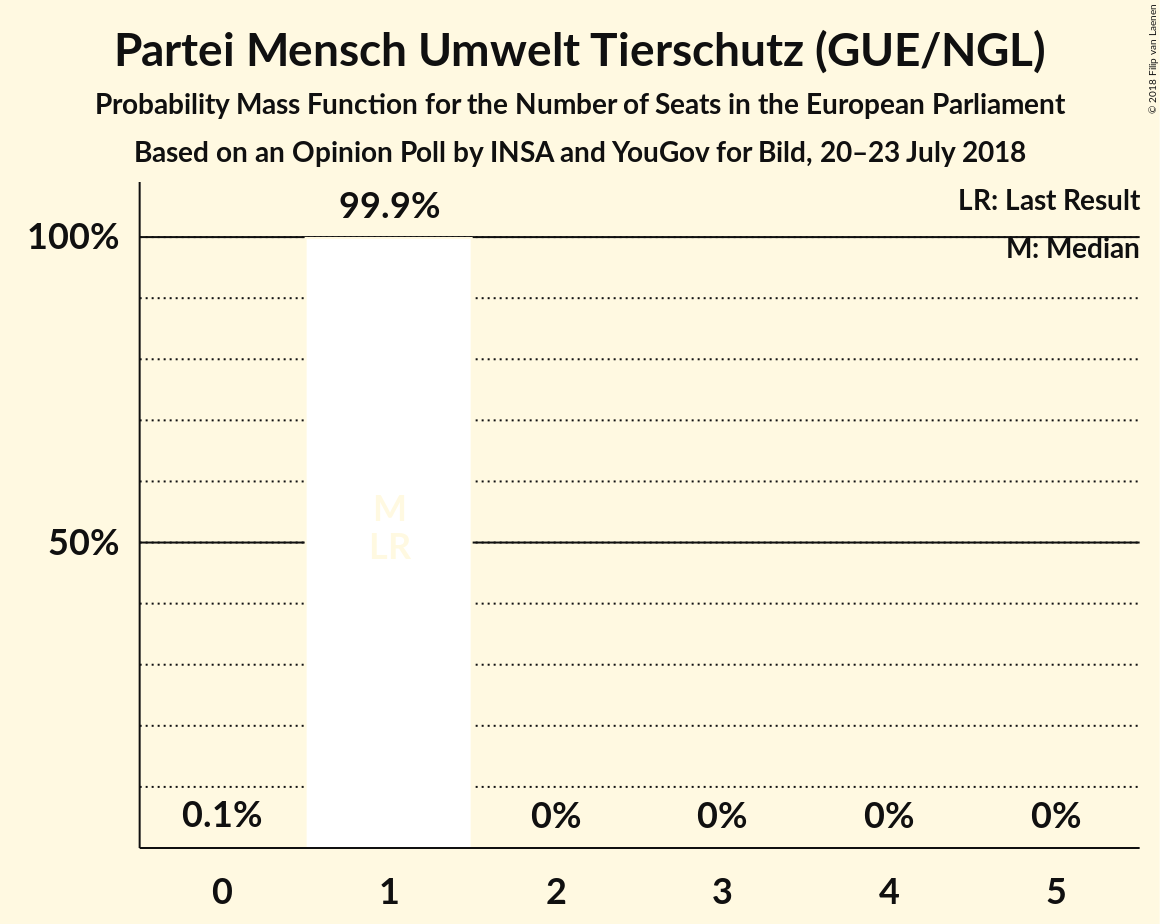 Partei Mensch Umwelt Tierschutz (GUE/NGL)
Probability Mass Function for the Number of Seats in the European Parliament
Based on an Opinion Poll by INSA and YouGov for Bild, 20–23 July 2018
© 2018 Filip van Laenen
LR: Last Result
M: Median
99.9%
100%
M
50%
LR
0.1%
0%
0%
0%
0%
0
1
2
3
4
5